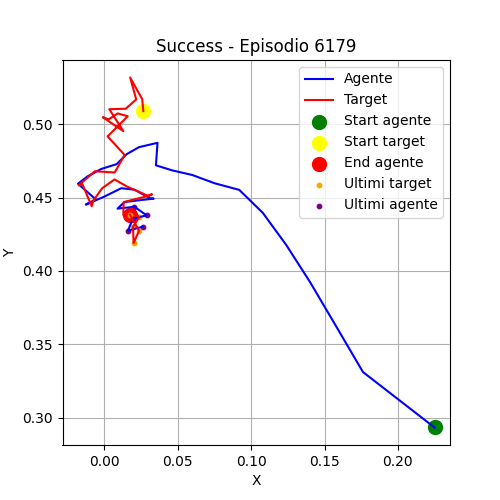 Success - Episodio 6179
Agente
Target
Start agente
Start target
End agente
Ultimi target
Ultimi agente
0.50
0.45
0.40
0.35
0.30
Y
0.00
0.05
0.10
0.15
0.20
X